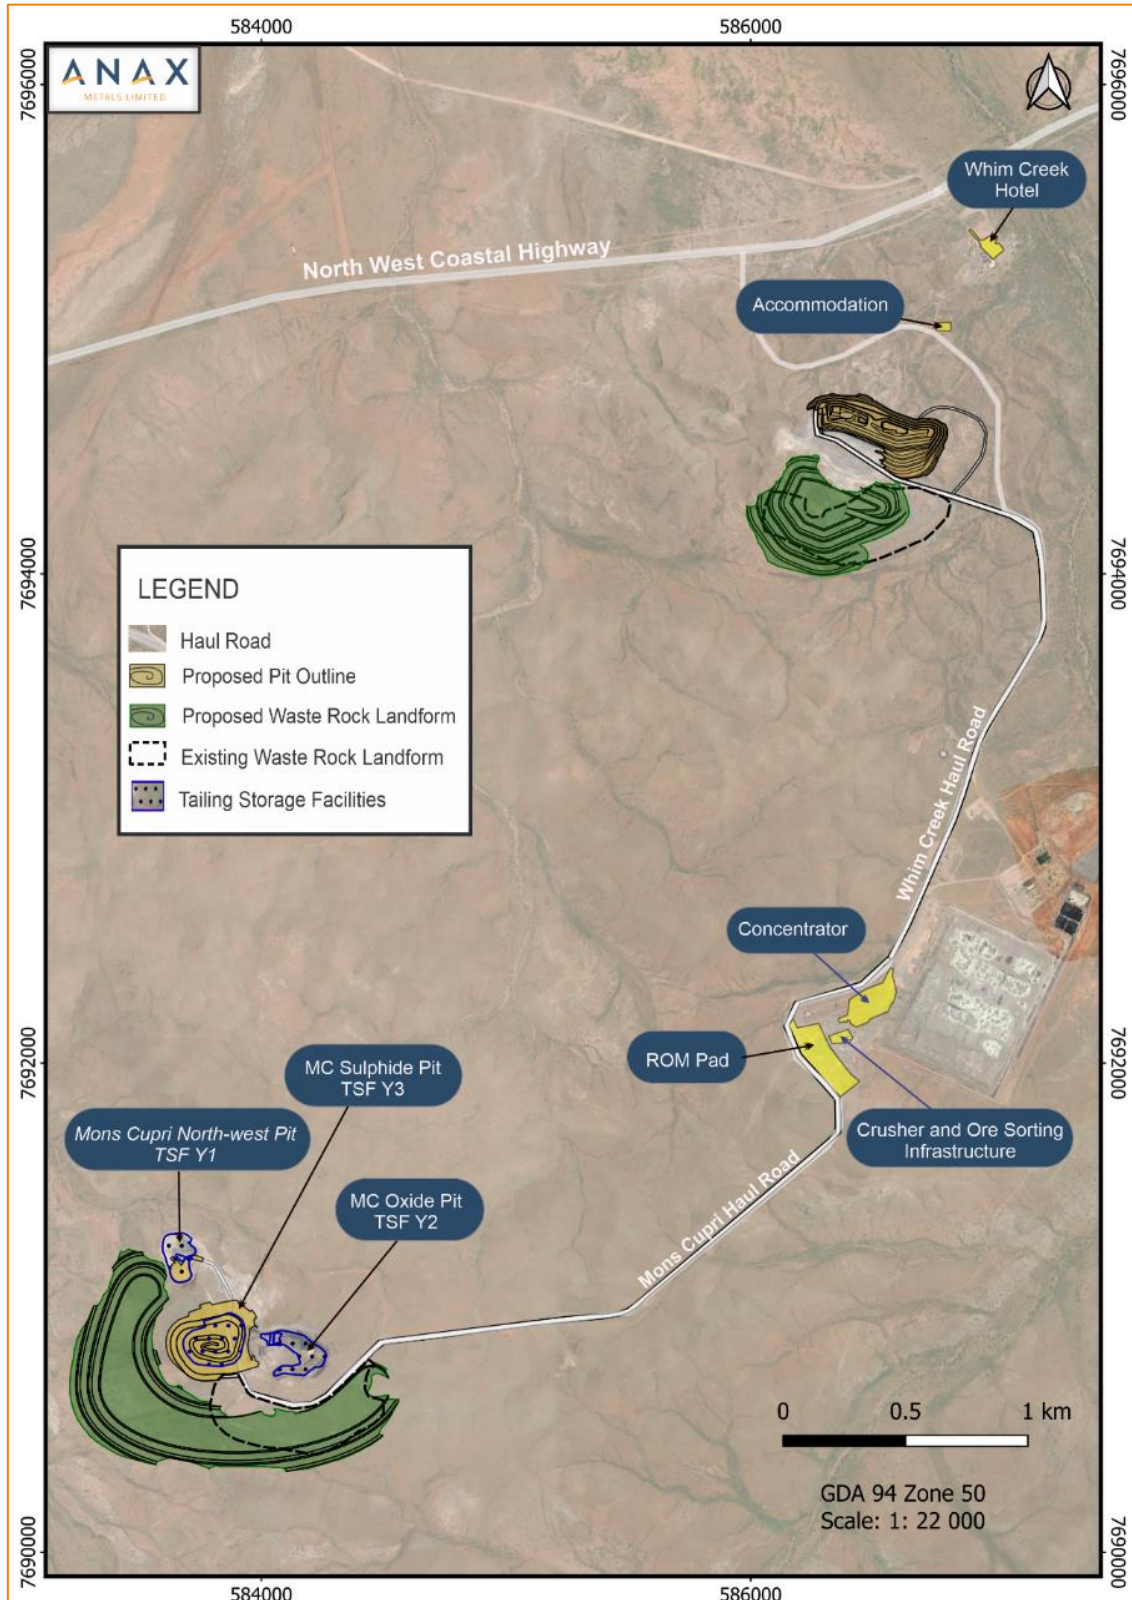 584000
586000
ANAX
METALS LIMITED
7696000
7696000
Whim Creek
Hotel
North West Coastal Highway
Accommodation
7694000
7694000
LEGEND
Haul Road
Proposed Pit Outline
Proposed Waste Rock Landform
Existing Waste Rock Landform
Tailing Storage Facilities
Whim Creek Haul Road
Concentrator
ROM Pad
7692000
7692000
MC Sulphide Pit
TSF Y3
Mons Cupri North-west Pit
TSF Y1
Crusher and Ore Sorting
Infrastructure
MC Oxide Pit
TSF Y2
Mons Cupri Haul Road
0 0.5 1 km
GDA 94 Zone 50
Scale: 1: 22 000
7690000
7690000
584000
586000